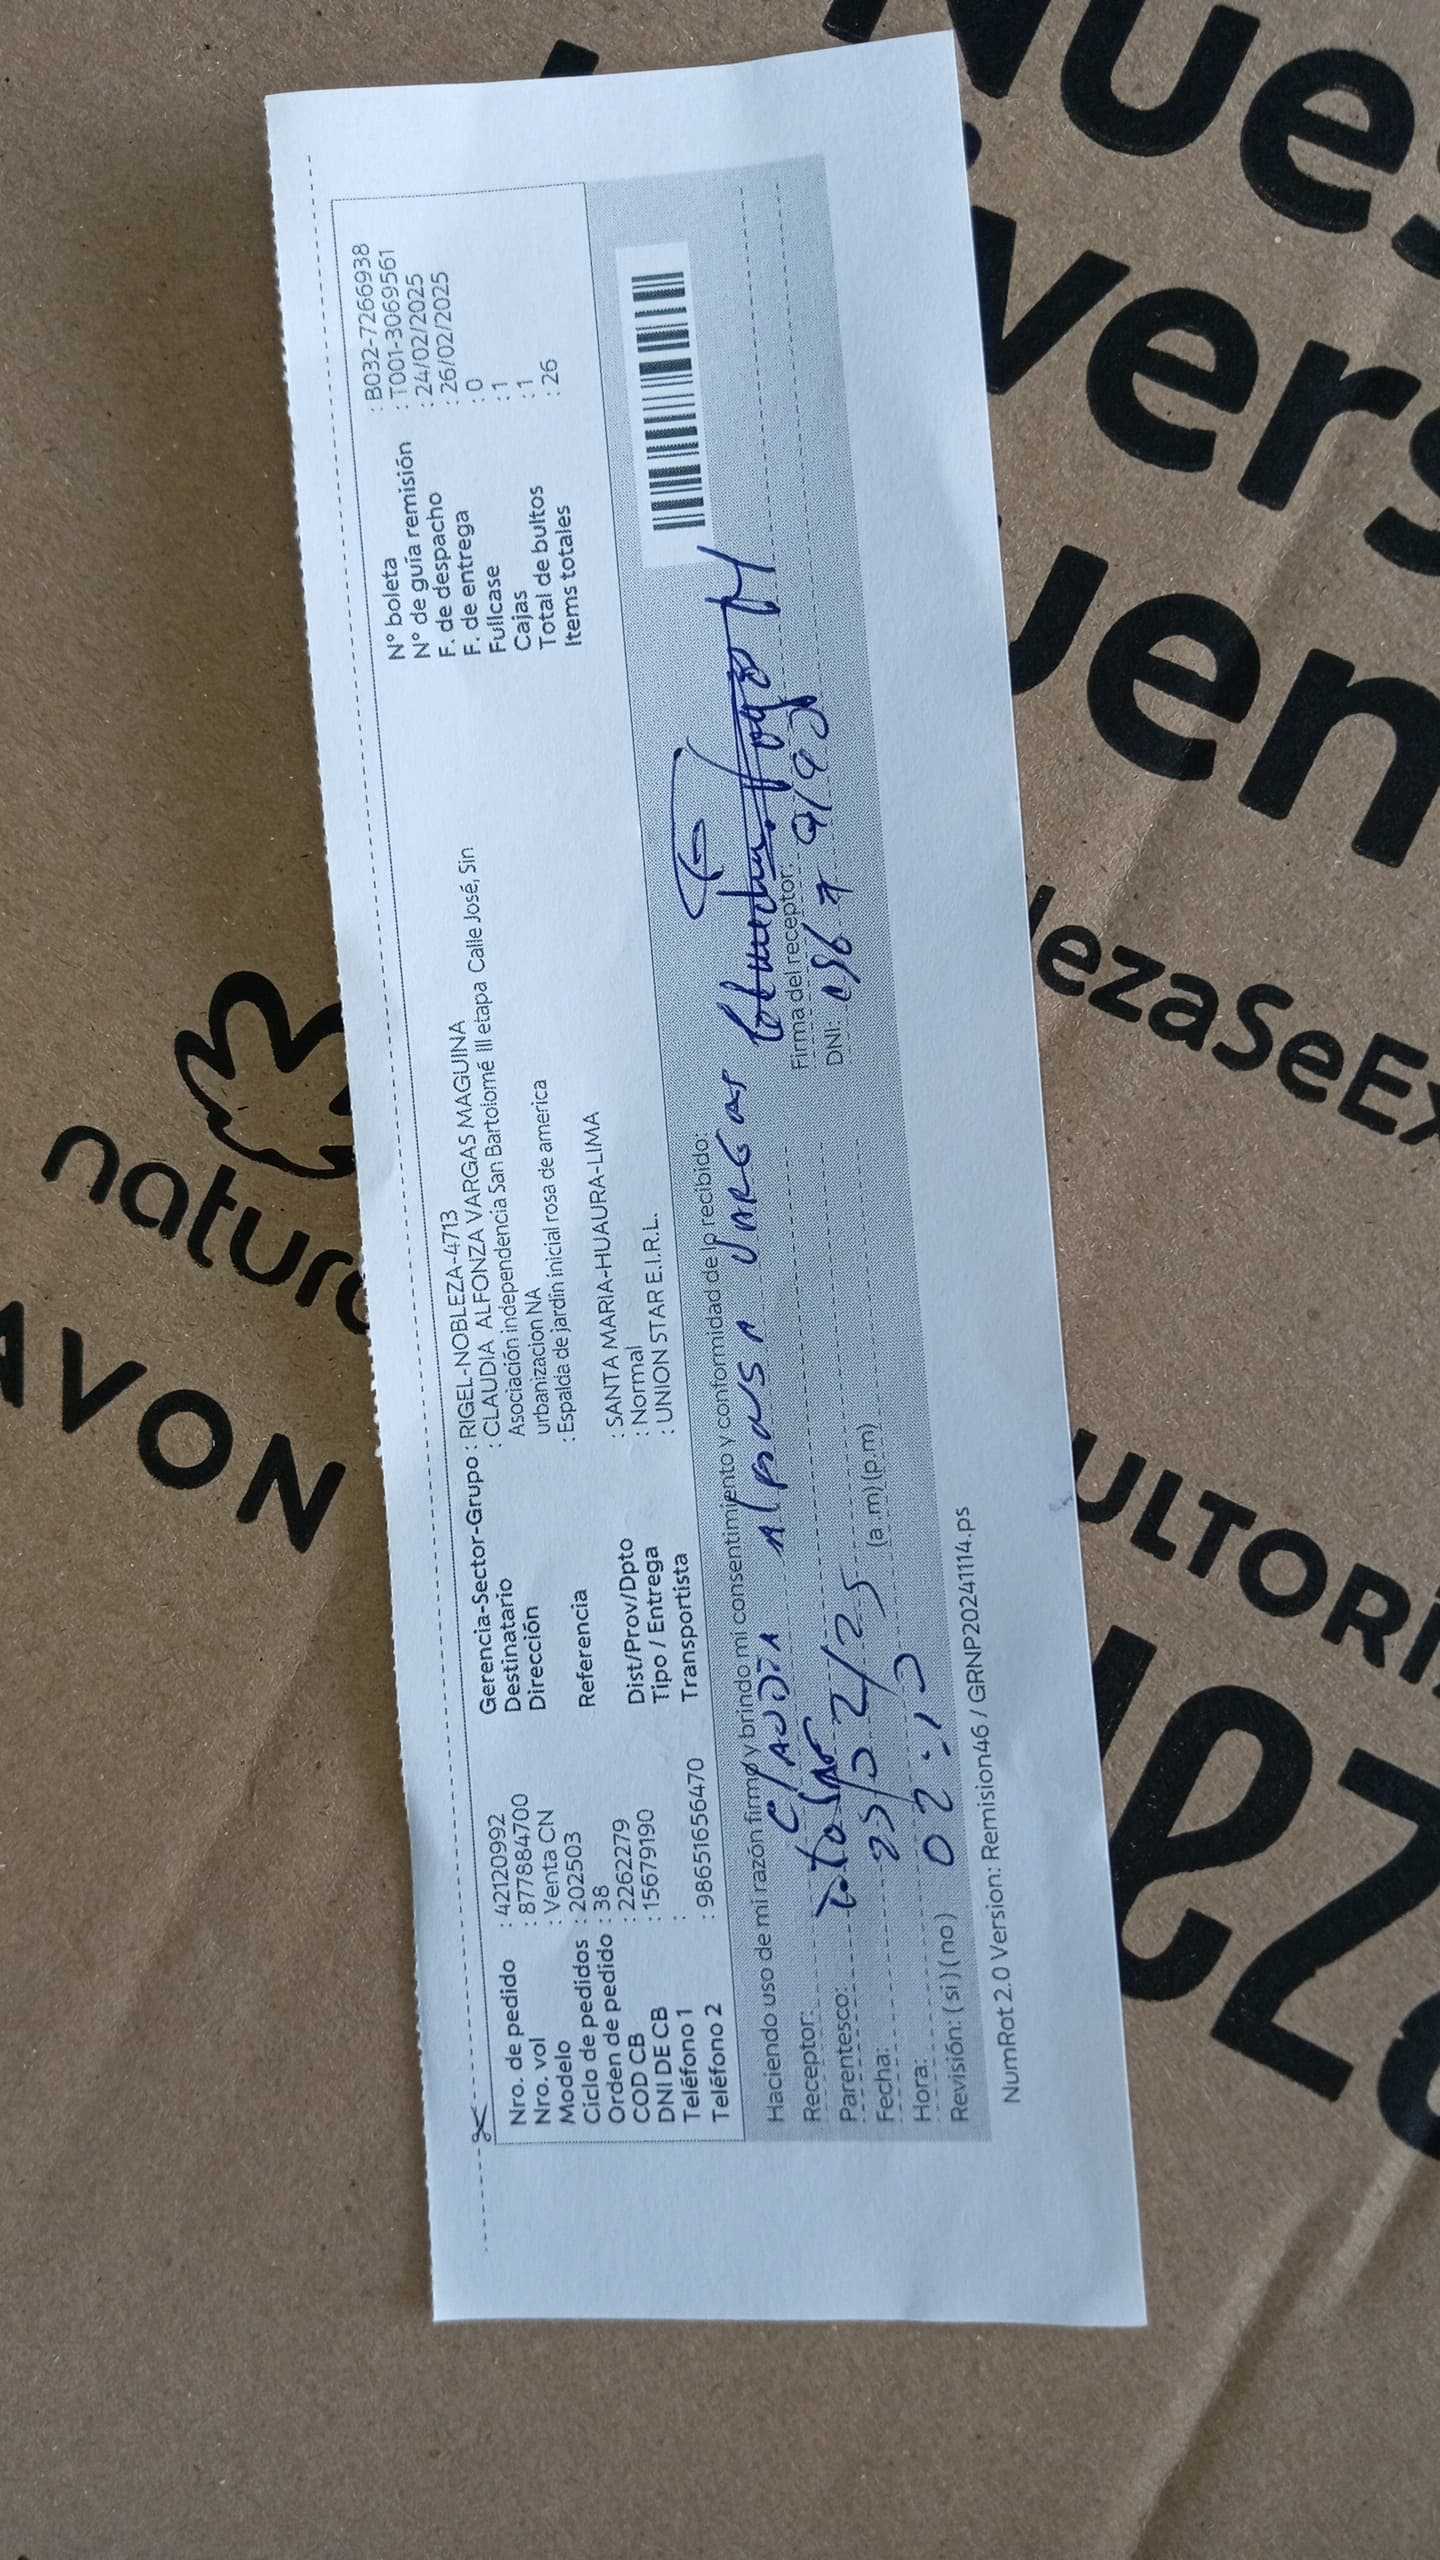 Nro. de pedido : 42120992
Nro. vol : 8777884700
Modelo : Venta CN
Ciclo de pedidos : 202503
Orden de pedido : 38
COD CB : 2262279
DNI DE CB : 15679190
Teléfono 1 :
Teléfono 2 : 98651656470
Gerencia-Sector-Grupo : RIGEL-NOBLEZA-4713
Destinatario : CLAUDIA ALFONZA VARGAS MAGUINA
Dirección Asociación independencia San Bartolomé III etapa Calle José, Sin
urbanizacion NA
Referencia : Espalda de jardín inicial rosa de america
Dist/Prov/Dpto : SANTA MARIA-HUAURA-LIMA
Tipo / Entrega : Normal
Transportista : UNION STAR E.I.R.L.
N° boleta : B032-7266938
N° de guía remisión : T001-3069561
F. de despacho : 24/02/2025
F. de entrega : 26/02/2025
Fullcase : 0
Cajas : 1
Total de bultos : 1
Items totales : 26
Haciendo uso de mi razón firmo y brindo mi consentimiento y conformidad de lo recibido:
Receptor: Claudia Alfonsa Vargas
Firma del receptor:
Parentesco:
DNI:
Fecha: 25/02/25
Hora: 02:10 (a.m) (p.m)
Revisión: (si) (no)
NumRot 2.0 Version: Remision46 / GRNP20241114.ps
natura
AVON